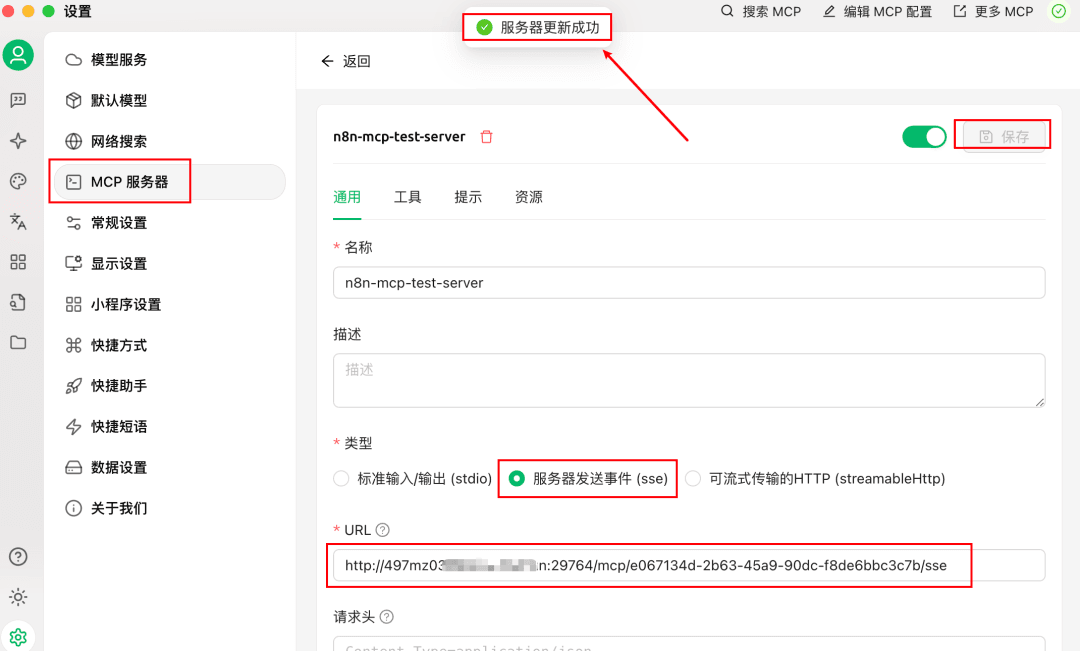 设置
搜索 MCP
编辑 MCP 配置
更多 MCP
服务器更新成功
模型服务
默认模型
网络搜索
MCP 服务器
常规设置
显示设置
小程序设置
快捷方式
快捷助手
快捷短语
数据设置
关于我们
返回
n8n-mcp-test-server
保存
通用 工具 提示 资源
* 名称
n8n-mcp-test-server
描述
描述
* 类型
标准输入/输出 (stdio) 服务器发送事件 (sse) 可流式传输的HTTP (streamableHttp)
* URL
http://497mz03 .n:29764/mcp/e067134d-2b63-45a9-90dc-f8de6bbc3c7b/sse
请求头
Content-Type=application/json